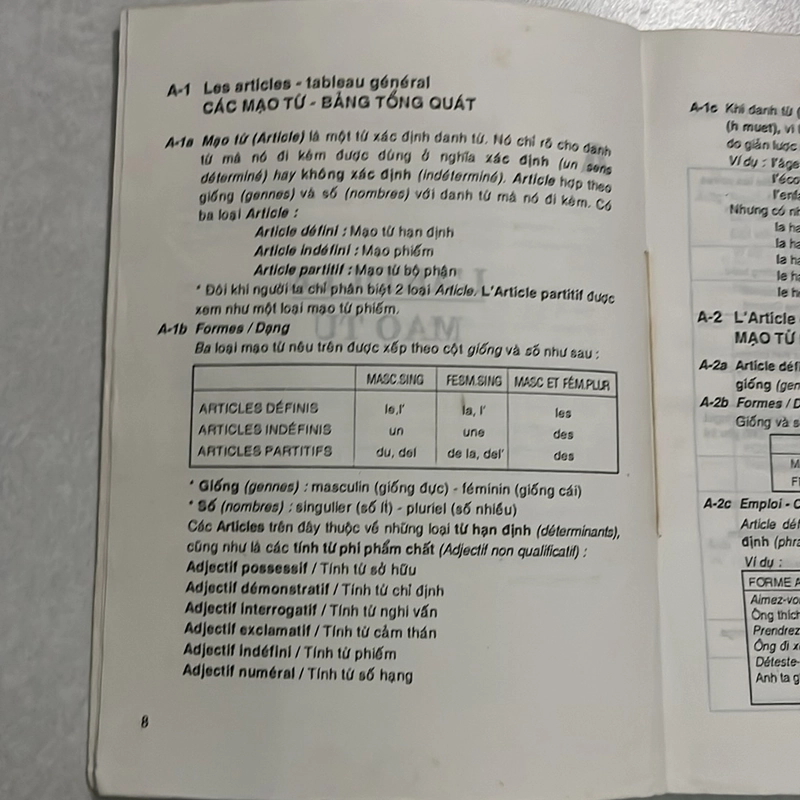 A-1 Les articles - tableau général
CÁC MẠO TỪ - BẢNG TỔNG QUÁT
A-1a Mạo từ (Article) là một từ xác định danh từ. Nó chỉ rõ cho danh
từ mà nó đi kèm được dùng ở nghĩa xác định (un sens
déterminé) hay không xác định (indéterminé). Article hợp theo
giống (gennes) và số (nombres) với danh từ mà nó đi kèm. Có
ba loại Article :
Article défini : Mạo từ hạn định
Article indéfini : Mạo phiếm
Article partitif : Mạo từ bộ phận
* Đôi khi người ta chỉ phân biệt 2 loại Article. L'Article partitif được
xem như một loại mạo từ phiếm.
A-1b Formes / Dạng
Ba loại mạo từ nêu trên được xếp theo cột giống và số như sau :
MASC.SING FESM.SING MASC ET FÉM.PLUR
ARTICLES DÉFINIS le,l' la, l' les
ARTICLES INDÉFINIS un une des
ARTICLES PARTITIFS du, del de la, del' des
* Giống (gennes) : masculin (giống đực) - féminin (giống cái)
* Số (nombres) : singulier (số ít) - pluriel (số nhiều)
Các Articles trên đây thuộc về những loại từ hạn định (déterminants),
cũng như là các tính từ phi phẩm chất (Adjectif non qualificatif) :
Adjectif possessif / Tính từ sở hữu
Adjectif démonstratif / Tính từ chỉ định
Adjectif interrogatif / Tính từ nghi vấn
Adjectif exclamatif / Tính từ cảm thán
Adjectif indéfini / Tính từ phiếm
Adjectif numéral / Tính từ số hạng
8
A-1c Khi danh từ (
(h muet), vì l
do giản lược
Ví dụ : l'âge
l'éco
l'enfa
Nhưng có nh
la ha
la ha
la ha
le ha
le h
A-2 L'Article
MẠO TỪ
A-2a Article défi
giống (gen
A-2b Formes / D
Giống và s
M
F
A-2c Emploi - C
Article déf
định (phra
Ví dụ :
FORME A
Aimez-vou
Ông thích
Prendrez
Ông đi x
Déteste-
Anh ta g